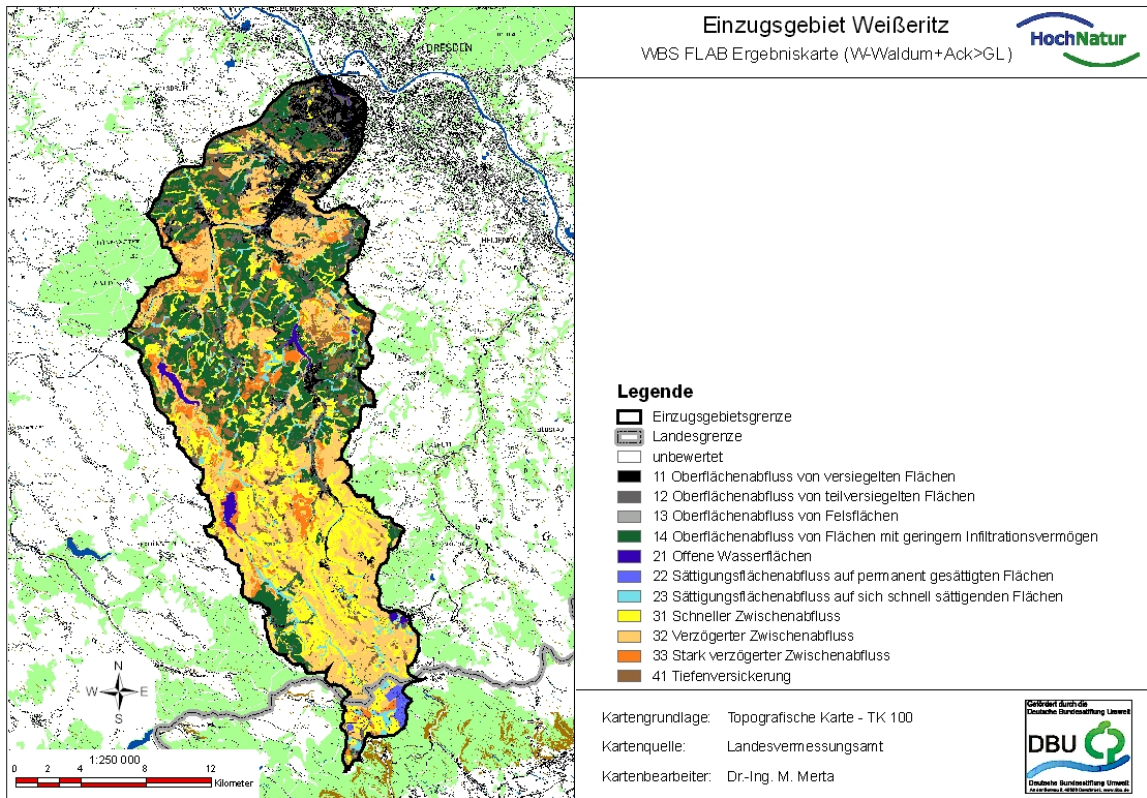 Einzugsgebiet Weißeritz
WBS FLAB Ergebniskarte (W-Waldum+Ack>GL)
HochNatur
DRESDEN
Legende
Einzugsgebietsgrenze
Landesgrenze
unbewertet
11 Oberflächenabfluss von versiegelten Flächen
12 Oberflächenabfluss von teilversiegelten Flächen
13 Oberflächenabfluss von Felsflächen
14 Oberflächenabfluss von Flächen mit geringem Infiltrationsvermögen
21 Offene Wasserflächen
22 Sättigungsflächenabfluss auf permanent gesättigten Flächen
23 Sättigungsflächenabfluss auf sich schnell sättigenden Flächen
31 Schneller Zwischenabfluss
32 Verzögerter Zwischenabfluss
33 Stark verzögerter Zwischenabfluss
41 Tiefenversickerung
N
W E
S
1:250 000
0 2 4 8 12
Kilometer
Kartengrundlage: Topografische Karte - TK 100
Kartenquelle: Landesvermessungsamt
Kartenbearbeiter: Dr.-Ing. M. Merta
Gefördert durch die
Deutsche Bundesstiftung Umwelt
DBU
Deutsche Bundesstiftung Umwelt